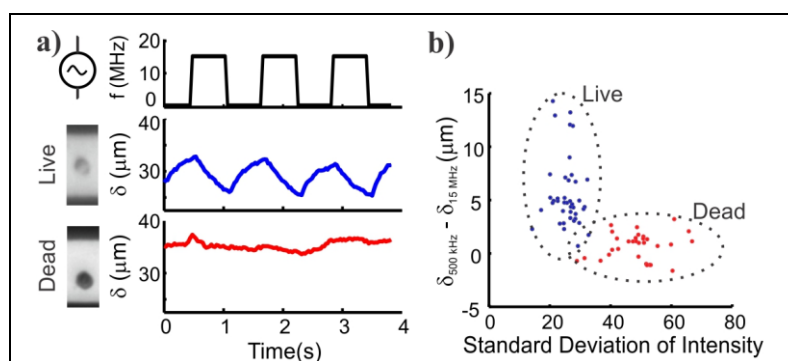 a)
f (MHz)
20
10
0
Live
δ (μm)
40
30
Dead
δ (μm)
40
30
0 1 2 3 4
Time(s)
b)
δ500 kHz - δ15 MHz (μm)
15
10
5
0
-5
Live
Dead
0 20 40 60 80
Standard Deviation of Intensity